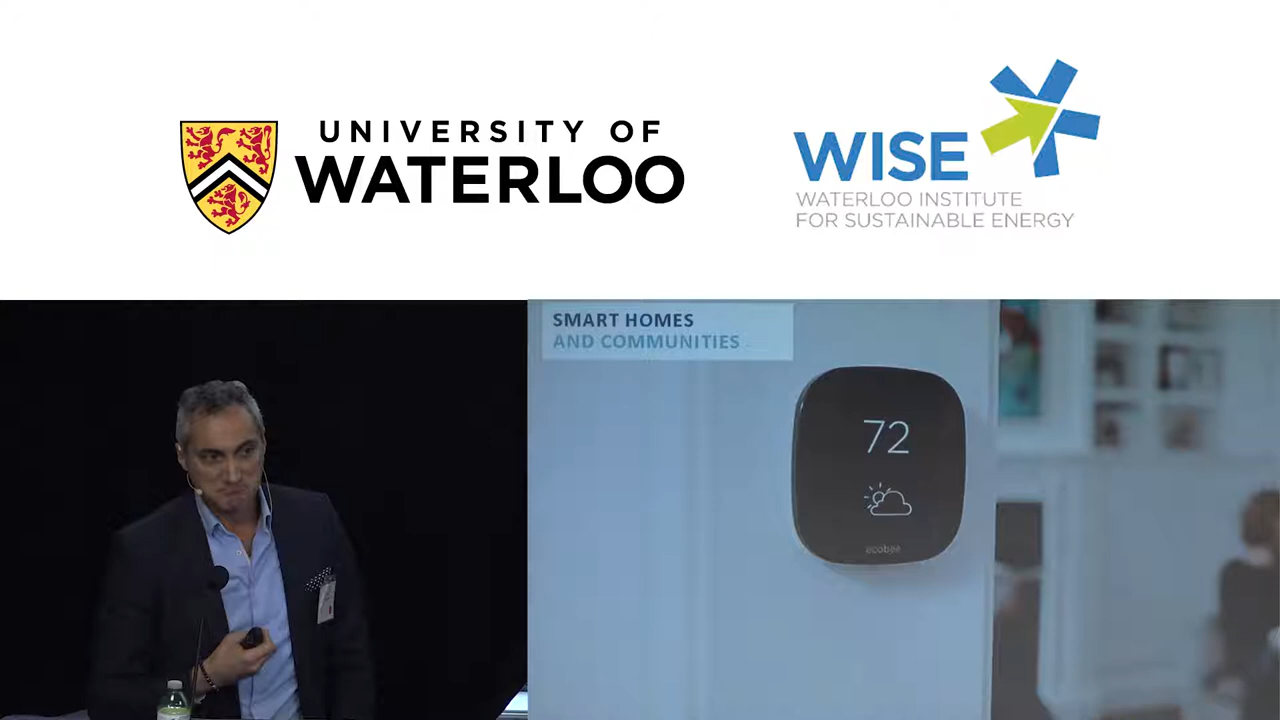 UNIVERSITY OF
WATERLOO
WISE
WATERLOO INSTITUTE
FOR SUSTAINABLE ENERGY
SMART HOMES
AND COMMUNITIES
72
ecobee